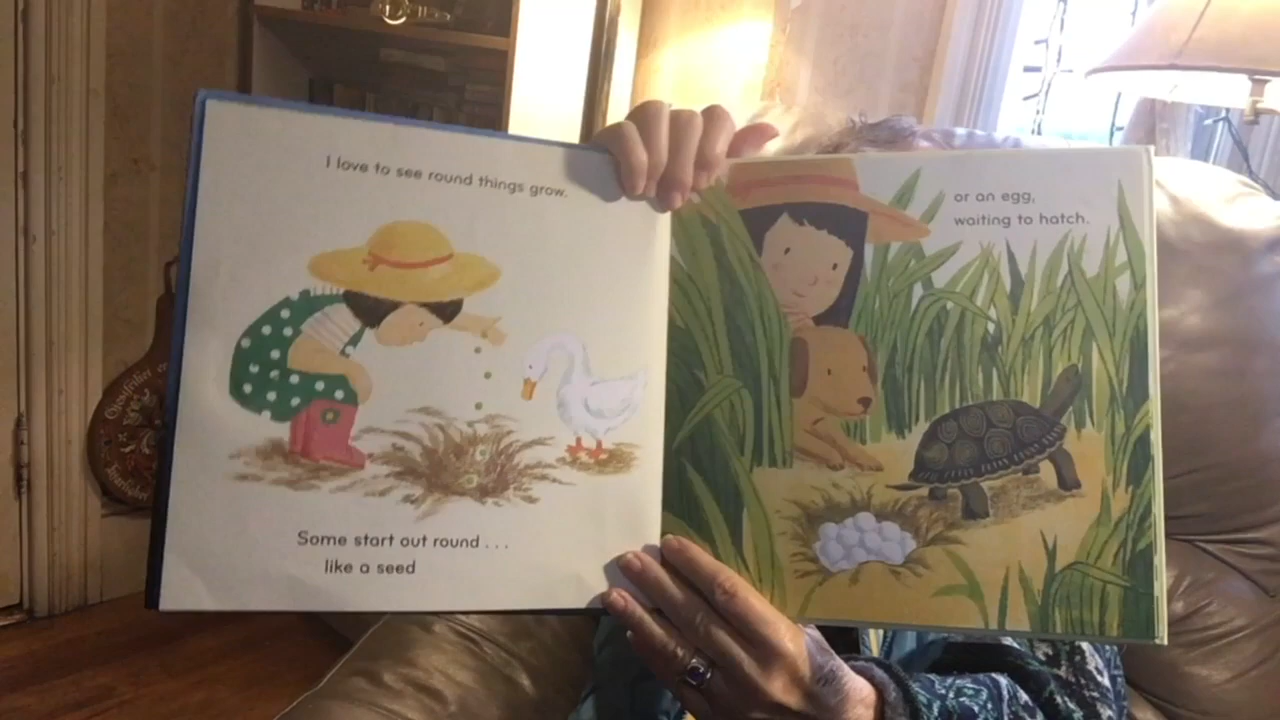 I love to see round things grow.
Some start out round . . .
like a seed
or an egg,
waiting to hatch.